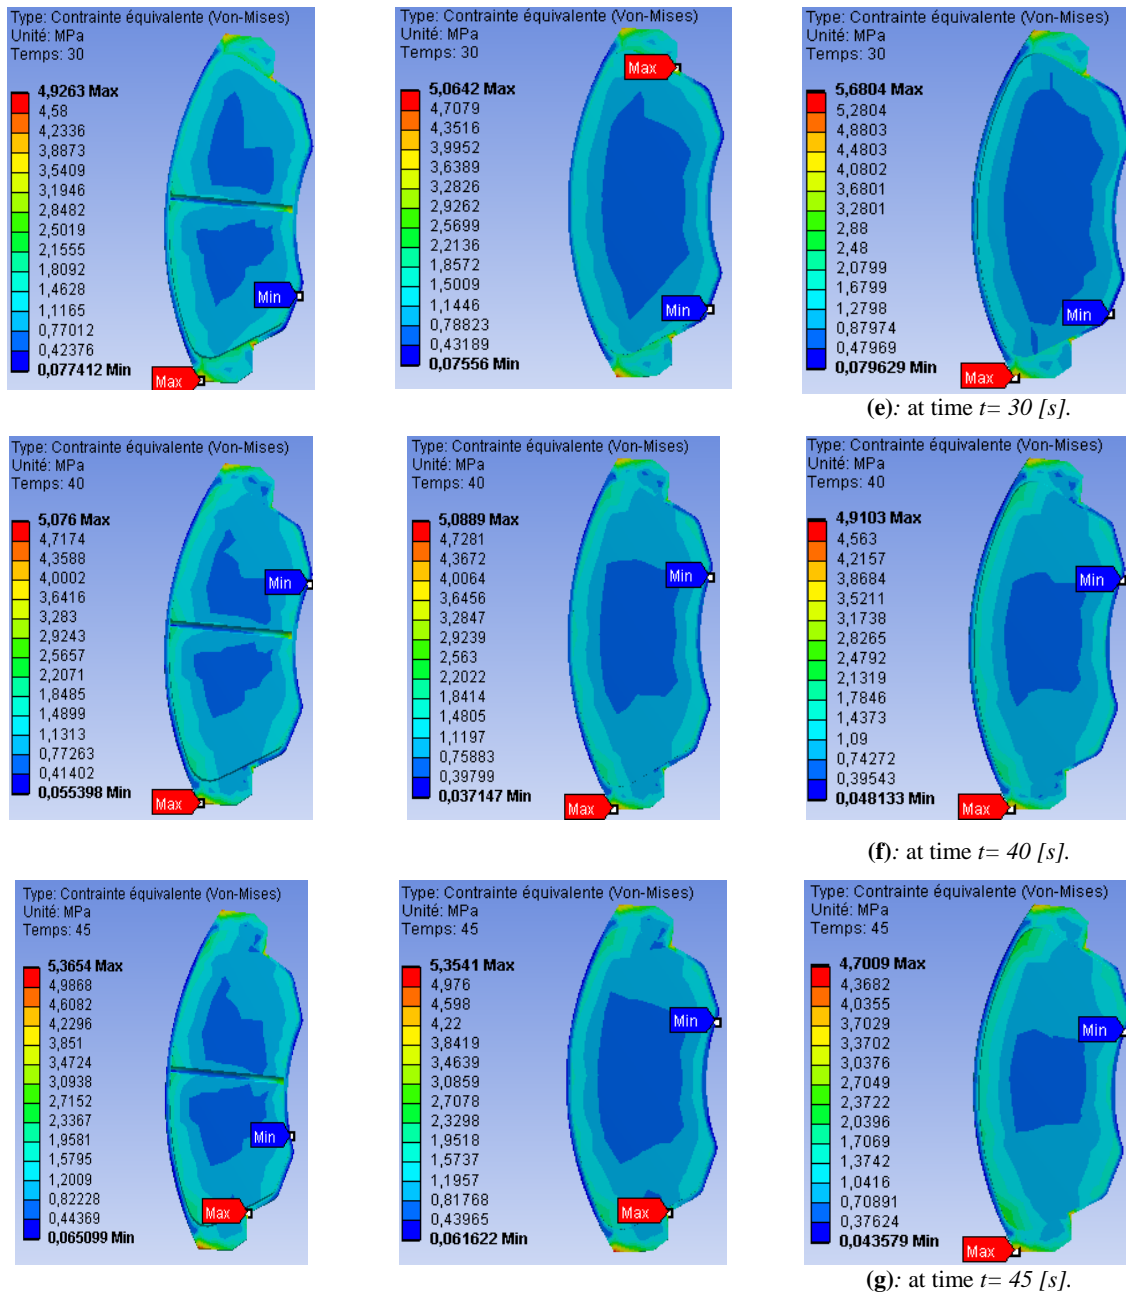 Type: Contrainte équivalente (Von-Mises)
Unité: MPa
Temps: 30
4,9263 Max
4,58
4,2336
3,8873
3,5409
3,1946
2,8482
2,5019
2,1555
1,8092
1,4628
1,1165
0,77012
0,42376
0,077412 Min
Min
Max
Type: Contrainte équivalente (Von-Mises)
Unité: MPa
Temps: 30
5,0642 Max
4,7079
4,3516
3,9952
3,6389
3,2826
2,9262
2,5699
2,2136
1,8572
1,5009
1,1446
0,78823
0,43189
0,07556 Min
Max
Min
Type: Contrainte équivalente (Von-Mises)
Unité: MPa
Temps: 30
5,6804 Max
5,2804
4,8803
4,4803
4,0802
3,6801
3,2801
2,88
2,48
2,0799
1,6799
1,2798
0,87974
0,47969
0,079629 Min
Min
Max
(e): at time t= 30 [s].
Type: Contrainte équivalente (Von-Mises)
Unité: MPa
Temps: 40
5,076 Max
4,7174
4,3588
4,0002
3,6416
3,283
2,9243
2,5657
2,2071
1,8485
1,4899
1,1313
0,77263
0,41402
0,055398 Min
Min
Max
Type: Contrainte équivalente (Von-Mises)
Unité: MPa
Temps: 40
5,0889 Max
4,7281
4,3672
4,0064
3,6456
3,2847
2,9239
2,563
2,2022
1,8414
1,4805
1,1197
0,75883
0,39799
0,037147 Min
Min
Max
Type: Contrainte équivalente (Von-Mises)
Unité: MPa
Temps: 40
4,9103 Max
4,563
4,2157
3,8684
3,5211
3,1738
2,8265
2,4792
2,1319
1,7846
1,4373
1,09
0,74272
0,39543
0,048133 Min
Min
Max
(f): at time t= 40 [s].
Type: Contrainte équivalente (Von-Mises)
Unité: MPa
Temps: 45
5,3654 Max
4,9868
4,6082
4,2296
3,851
3,4724
3,0938
2,7152
2,3367
1,9581
1,5795
1,2009
0,82228
0,44369
0,065099 Min
Min
Max
Type: Contrainte équivalente (Von-Mises)
Unité: MPa
Temps: 45
5,3541 Max
4,976
4,598
4,22
3,8419
3,4639
3,0859
2,7078
2,3298
1,9518
1,5737
1,1957
0,81768
0,43965
0,061622 Min
Min
Max
Type: Contrainte équivalente (Von-Mises)
Unité: MPa
Temps: 45
4,7009 Max
4,3682
4,0355
3,7029
3,3702
3,0376
2,7049
2,3722
2,0396
1,7069
1,3742
1,0416
0,70891
0,37624
0,043579 Min
Min
Max
(g): at time t= 45 [s].